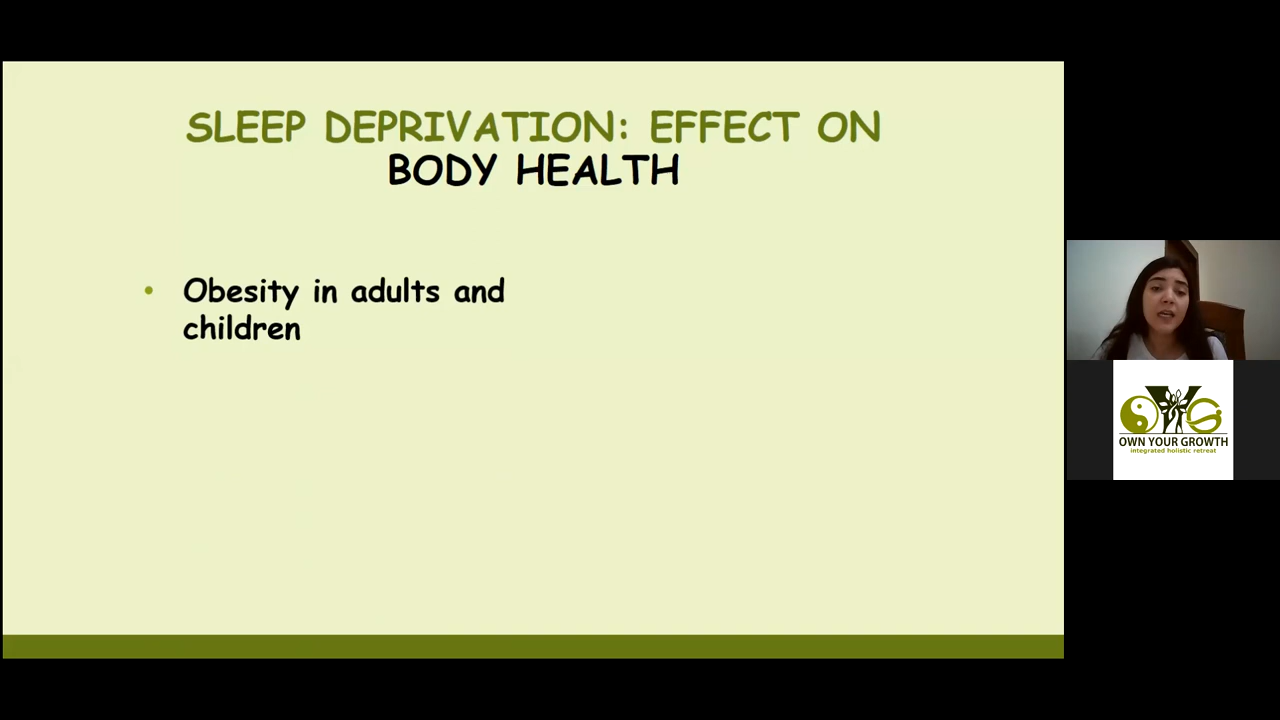 SLEEP DEPRIVATION: EFFECT ON
BODY HEALTH
• Obesity in adults and
children
OWN YOUR GROWTH
integrated holistic retreat